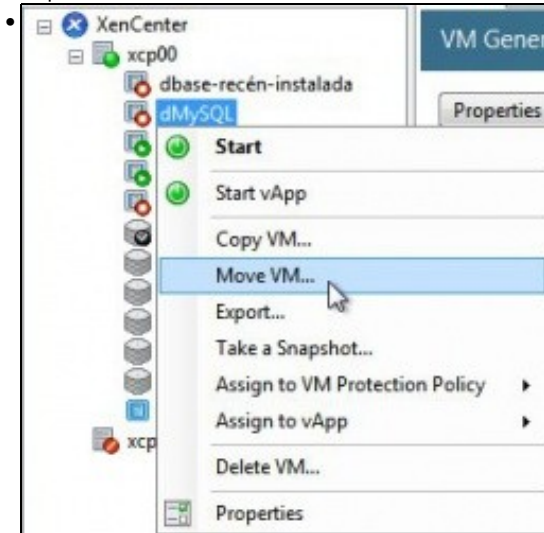 XenCenter
xcp00
dbase-recén-instalada
dMySQL
VM Gener
Properties
Start
Start vApp
Copy VM...
Move VM...
Export...
Take a Snapshot...
Assign to VM Protection Policy
Assign to vApp
Delete VM...
Properties
xcp